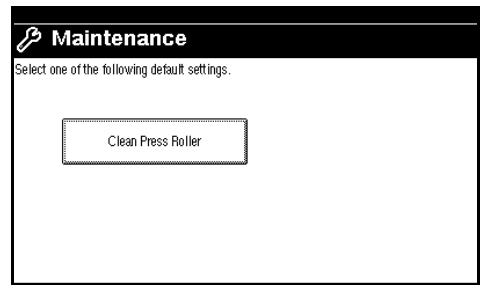 Maintenance
Select one of the following default settings.
Clean Press Roller